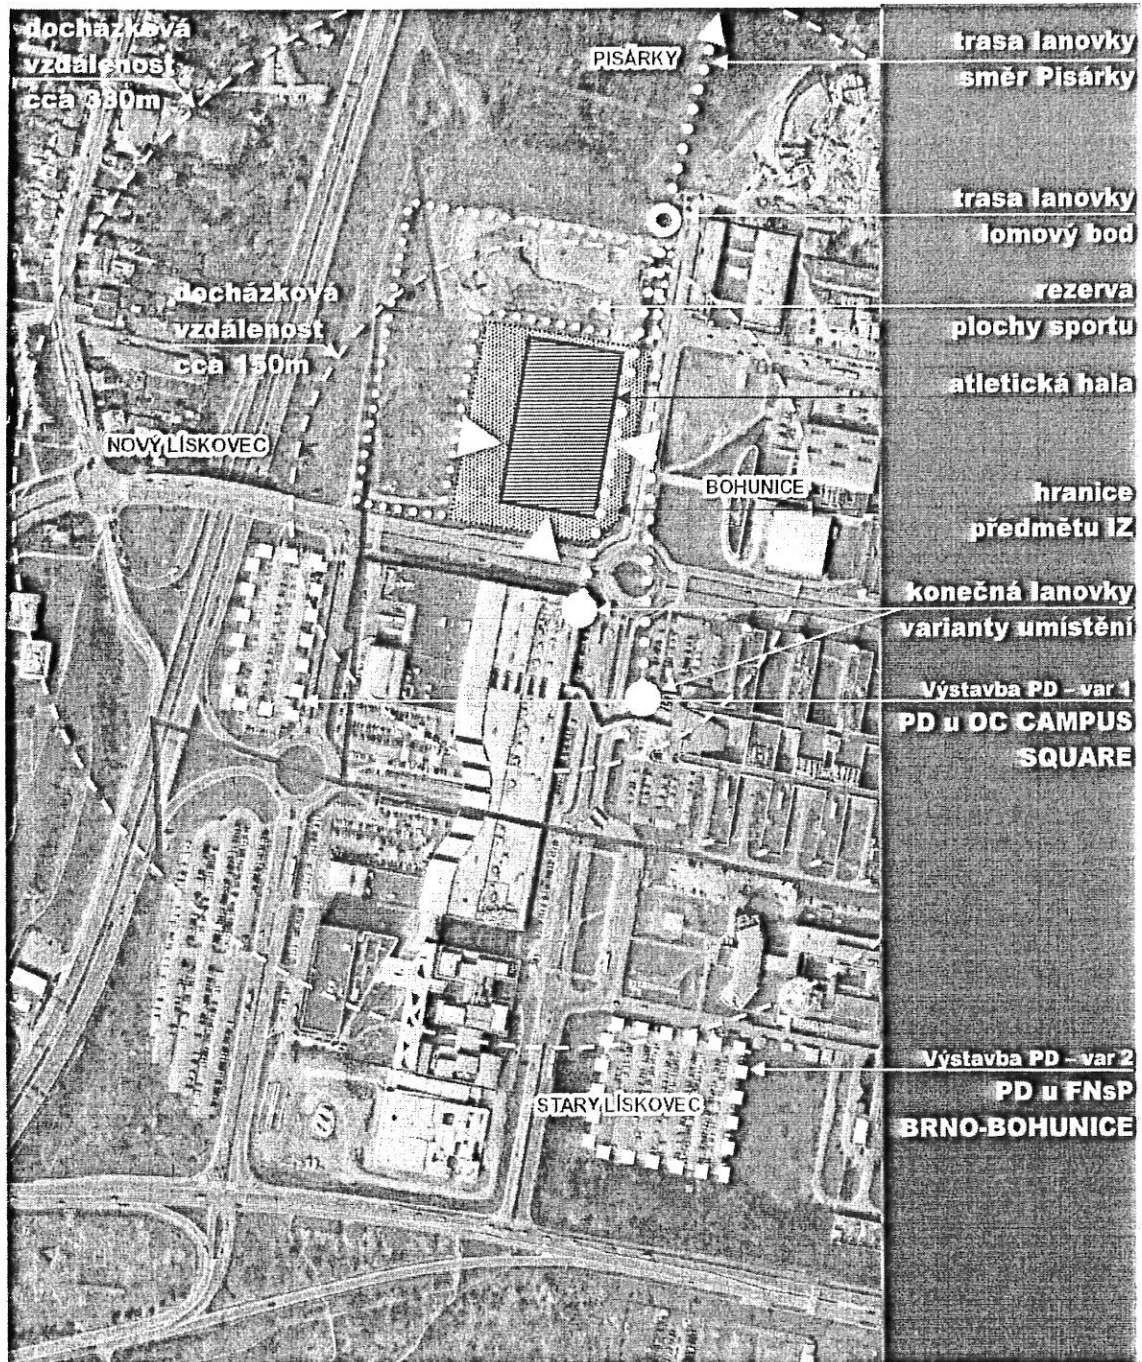 docházková
vzdálenost
cca 330m
PISÁRKY
trasa lanovky
směr Pisárky
trasa lanovky
lomový bod
docházková
vzdálenost
cca 150m
rezerva
plochy sportu
atletická hala
NOVÝ LÍSKOVEC
BOHUNICE
hranice
předmětu IZ
konečná lanovky
varianty umístění
Výstavba PD – var 1
PD u OC CAMPUS
SQUARE
STARY LÍSKOVEC
Výstavba PD – var 2
PD u FNsP
BRNO-BOHUNICE